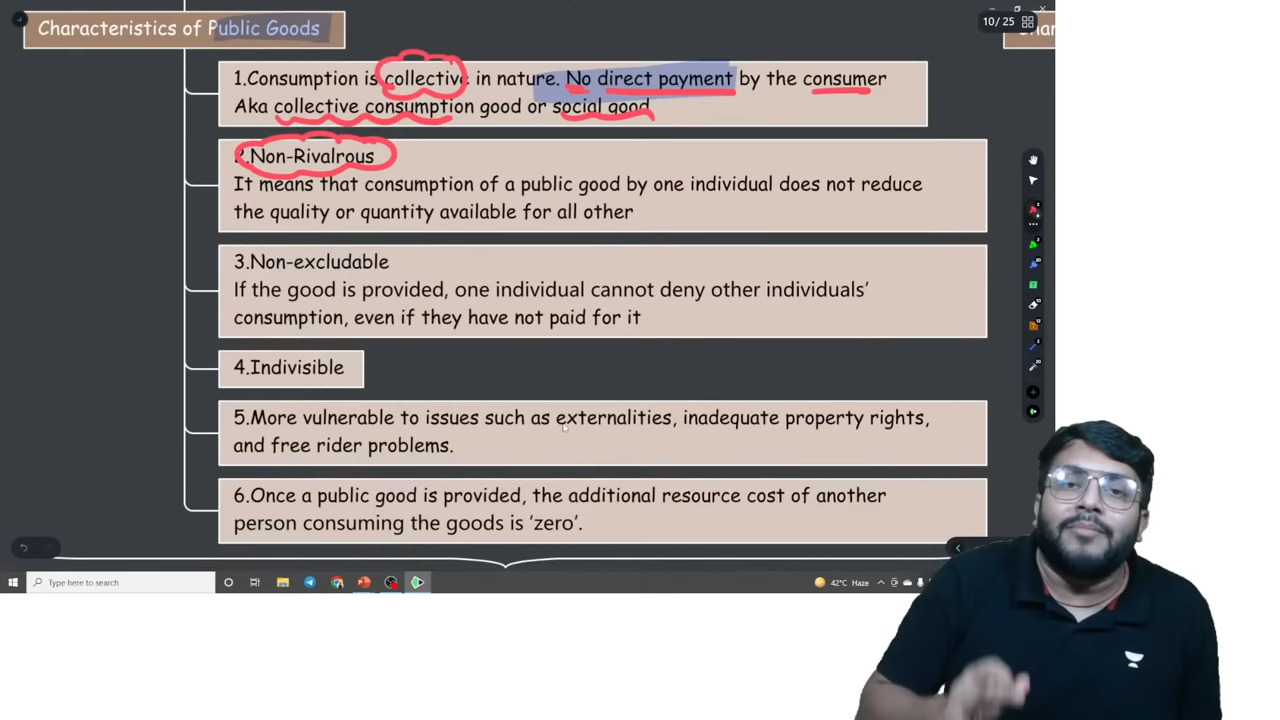 10/25
Characteristics of Public Goods
1.Consumption is collective in nature. No direct payment by the consumer
Aka collective consumption good or social good
2.Non-Rivalrous
It means that consumption of a public good by one individual does not reduce
the quality or quantity available for all other
3.Non-excludable
If the good is provided, one individual cannot deny other individuals’
consumption, even if they have not paid for it
4.Indivisible
5.More vulnerable to issues such as externalities, inadequate property rights,
and free rider problems.
6.Once a public good is provided, the additional resource cost of another
person consuming the goods is ‘zero’.
Type here to search
42°C Haze